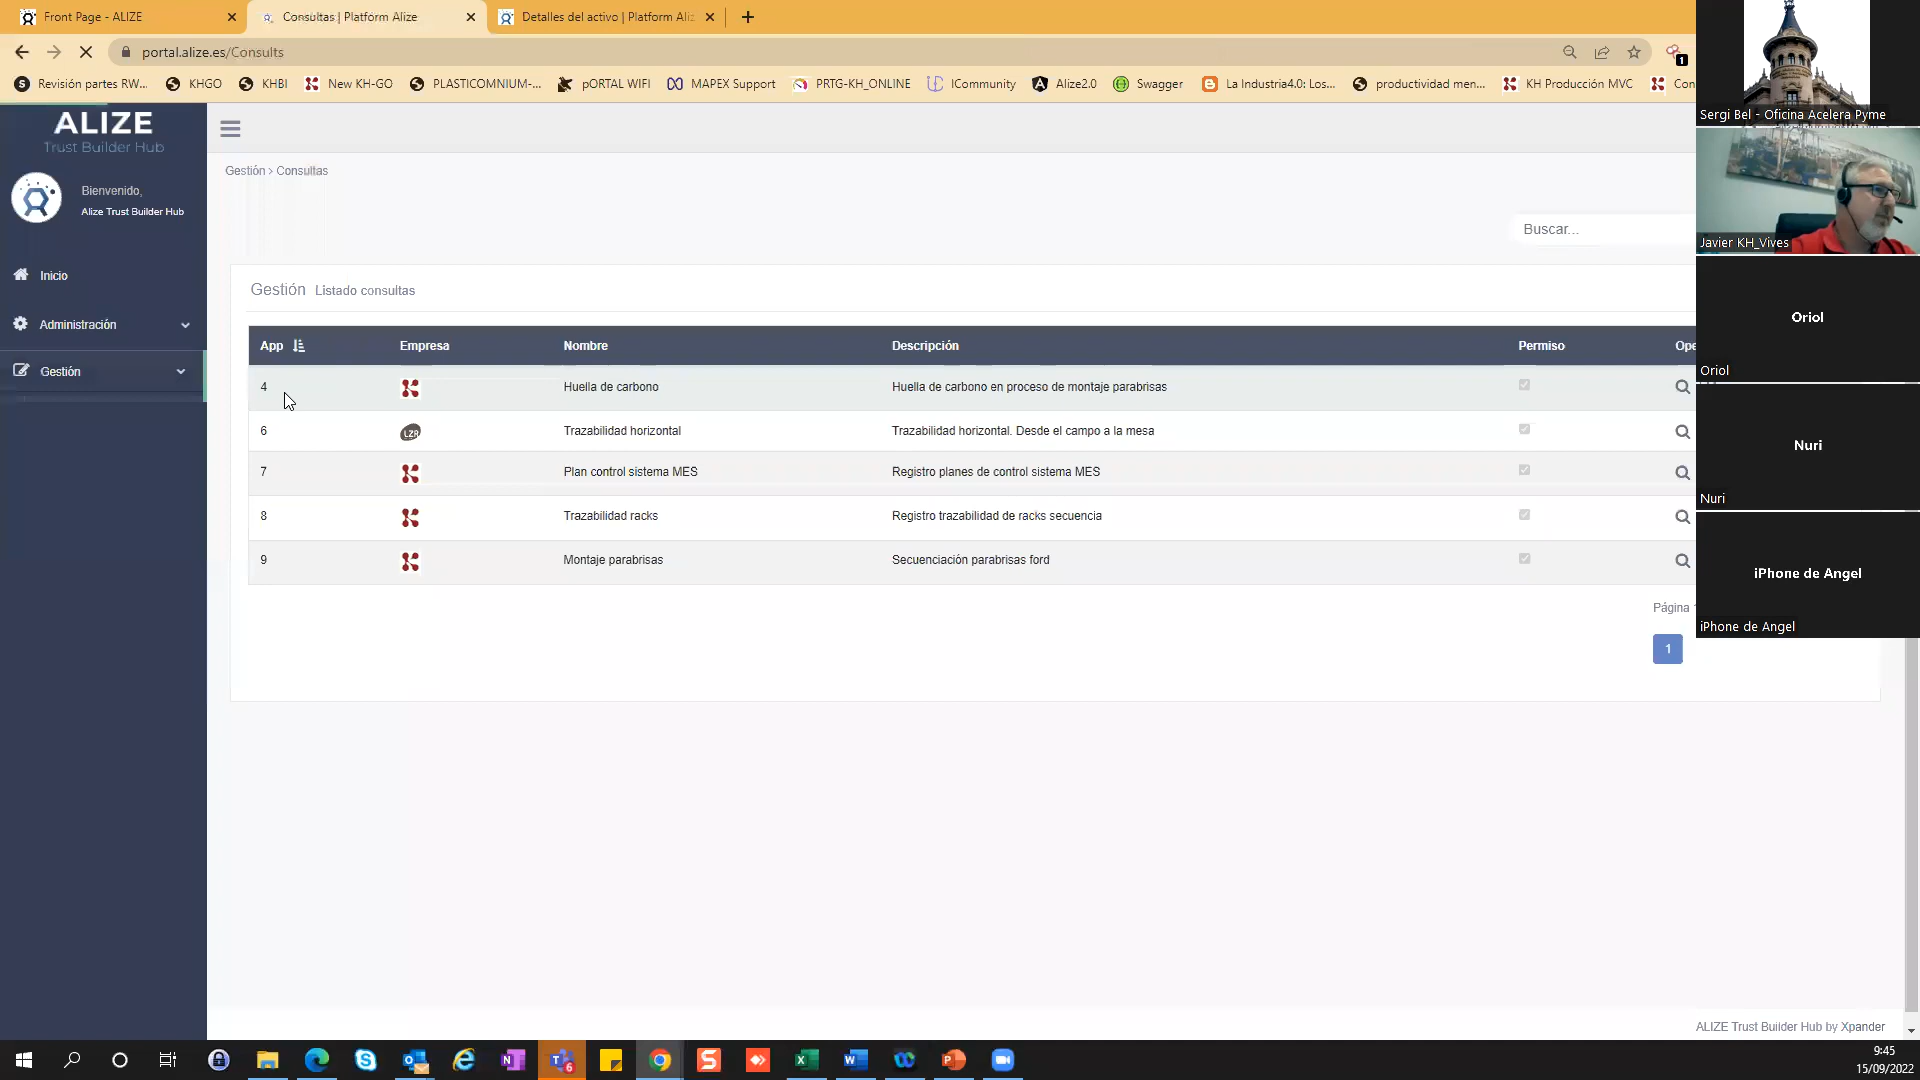 Front Page - ALIZE
Consultas | Platform Alize
Detalles del activo | Platform Aliz
portal.alize.es/Consults
1
Revisión partes RW...
KHGO
KHBI
New KH-GO
PLASTICOMNIUM-...
pORTAL WIFI
MAPEX Support
PRTG-KH_ONLINE
ICommunity
Alize2.0
Swagger
La Industria4.0: Los...
productividad men...
KH Producción MVC
Con
ALIZE
Trust Builder Hub
Bienvenido,
Alize Trust Builder Hub
Inicio
Administración
Gestión
Gestión > Consultas
Buscar...
Gestión Listado consultas
App Empresa Nombre Descripción Permiso Ope
4 Huella de carbono Huella de carbono en proceso de montaje parabrisas
6 LZR Trazabilidad horizontal Trazabilidad horizontal. Desde el campo a la mesa
7 Plan control sistema MES Registro planes de control sistema MES
8 Trazabilidad racks Registro trazabilidad de racks secuencia
9 Montaje parabrisas Secuenciación parabrisas ford
Página
1
ALIZE Trust Builder Hub by Xpander
Sergi Bel - Oficina Acelera Pyme
Javier KH_Vives
Oriol
Oriol
Nuri
Nuri
iPhone de Angel
iPhone de Angel
6
9:45
15/09/2022